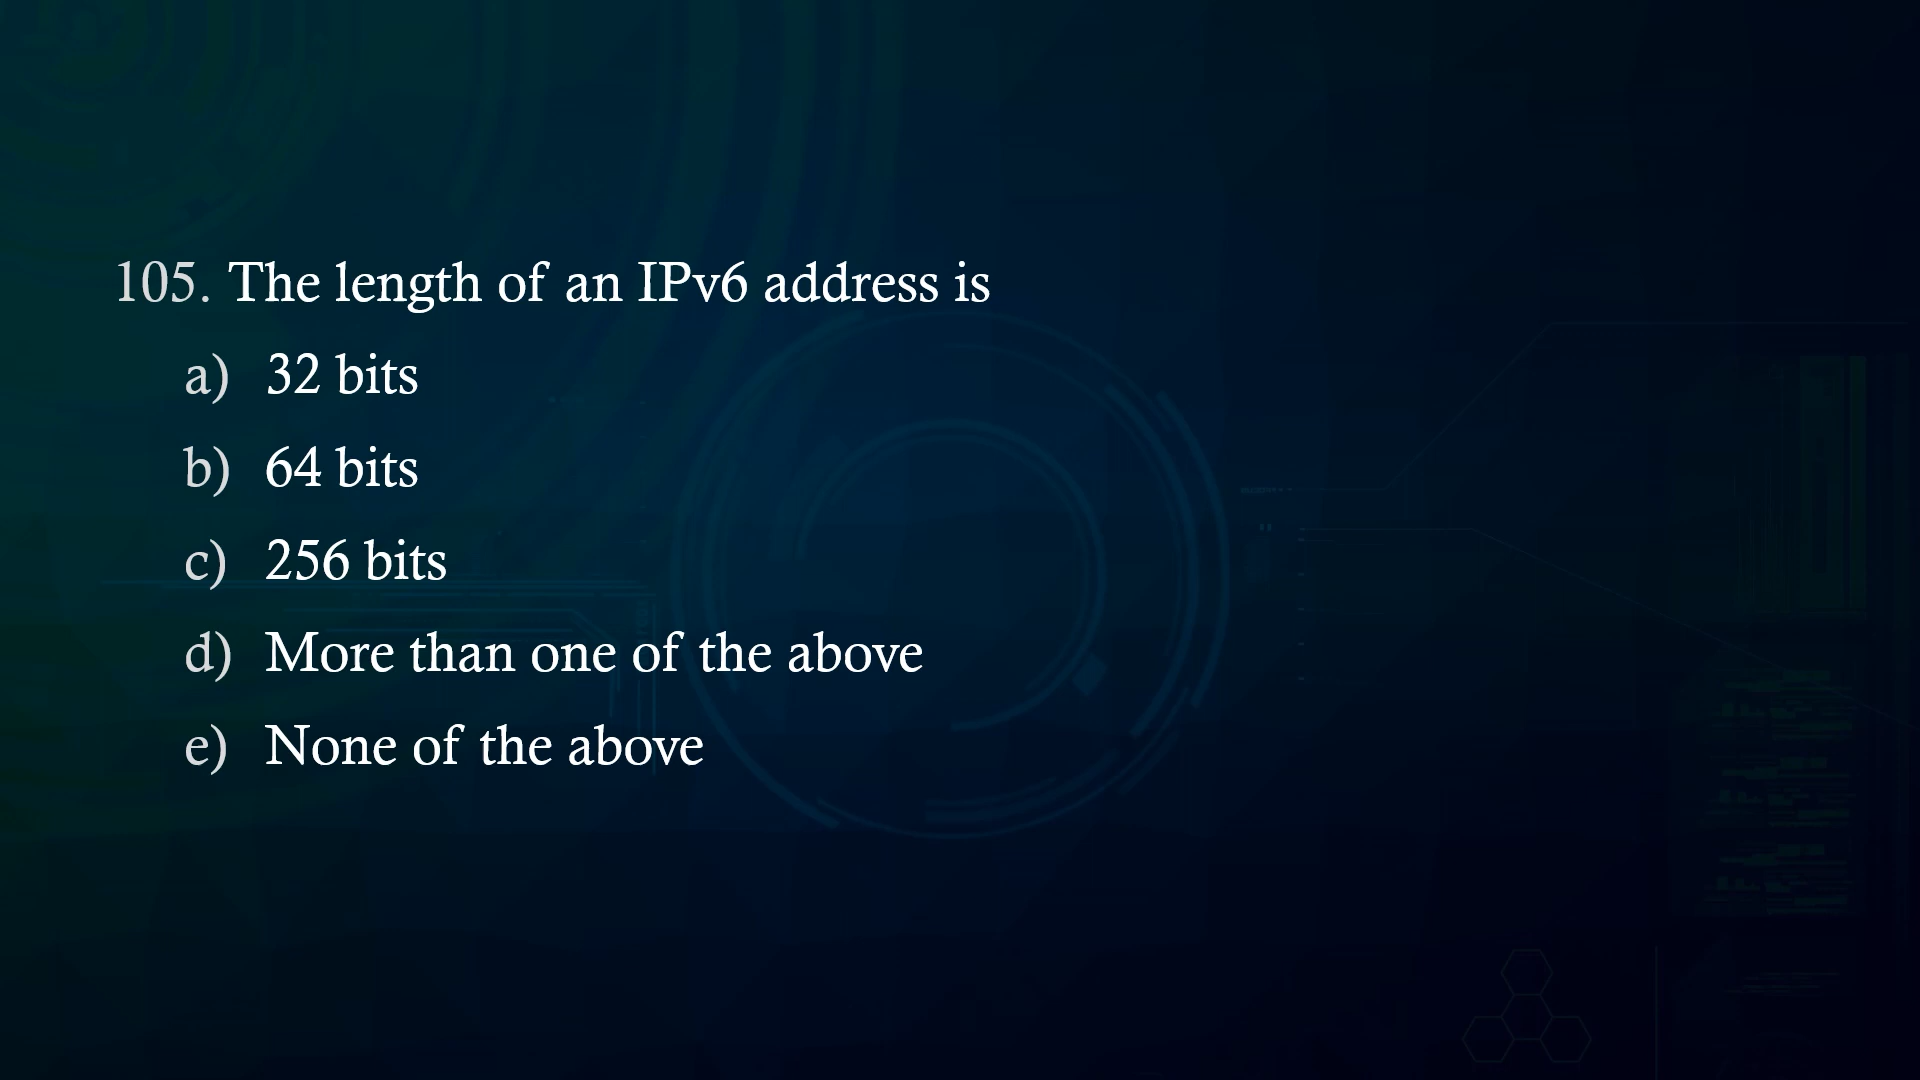 105. The length of an IPv6 address is
a) 32 bits
b) 64 bits
c) 256 bits
d) More than one of the above
e) None of the above